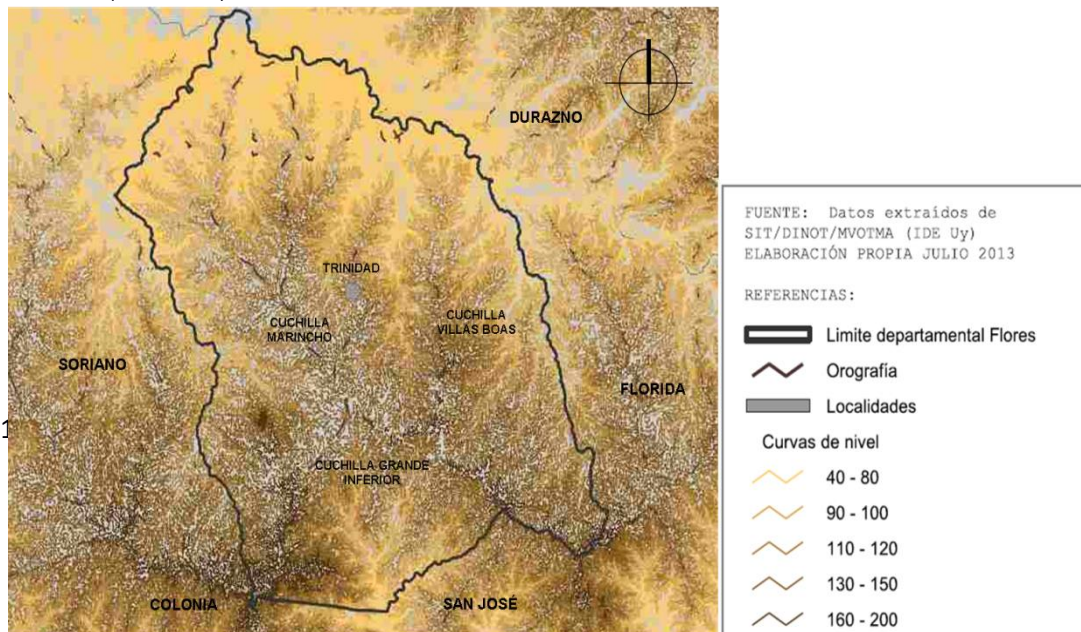 DURAZNO
TRINIDAD
CUCHILLA
MARINCHO
CUCHILLA
VILLAS BOAS
SORIANO
FLORIDA
1
CUCHILLA GRANDE
INFERIOR
COLONIA
SAN JOSÉ
FUENTE: Datos extraídos de
SIT/DINOT/MVOTMA (IDE Uy)
ELABORACIÓN PROPIA JULIO 2013
REFERENCIAS:
Limite departamental Flores
Orografía
Localidades
Curvas de nivel
40 - 80
90 - 100
110 - 120
130 - 150
160 - 200